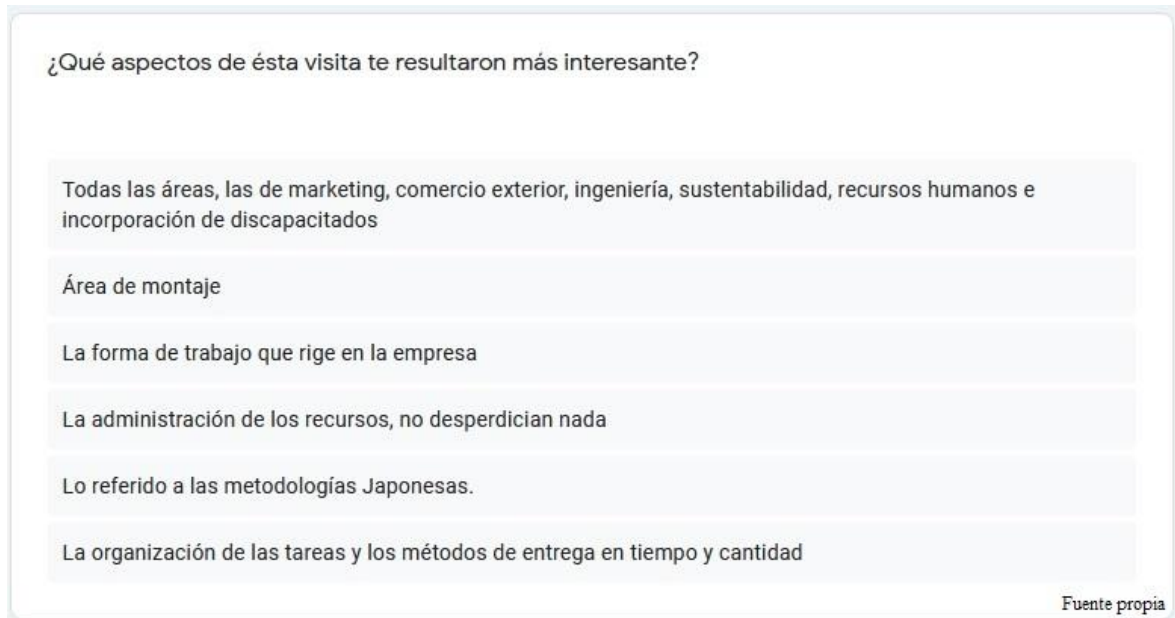 ¿Qué aspectos de ésta visita te resultaron más interesante?
Todas las áreas, las de marketing, comercio exterior, ingeniería, sustentabilidad, recursos humanos e
incorporación de discapacitados
Área de montaje
La forma de trabajo que rige en la empresa
La administración de los recursos, no desperdician nada
Lo referido a las metodologías Japonesas.
La organización de las tareas y los métodos de entrega en tiempo y cantidad
Fuente propia